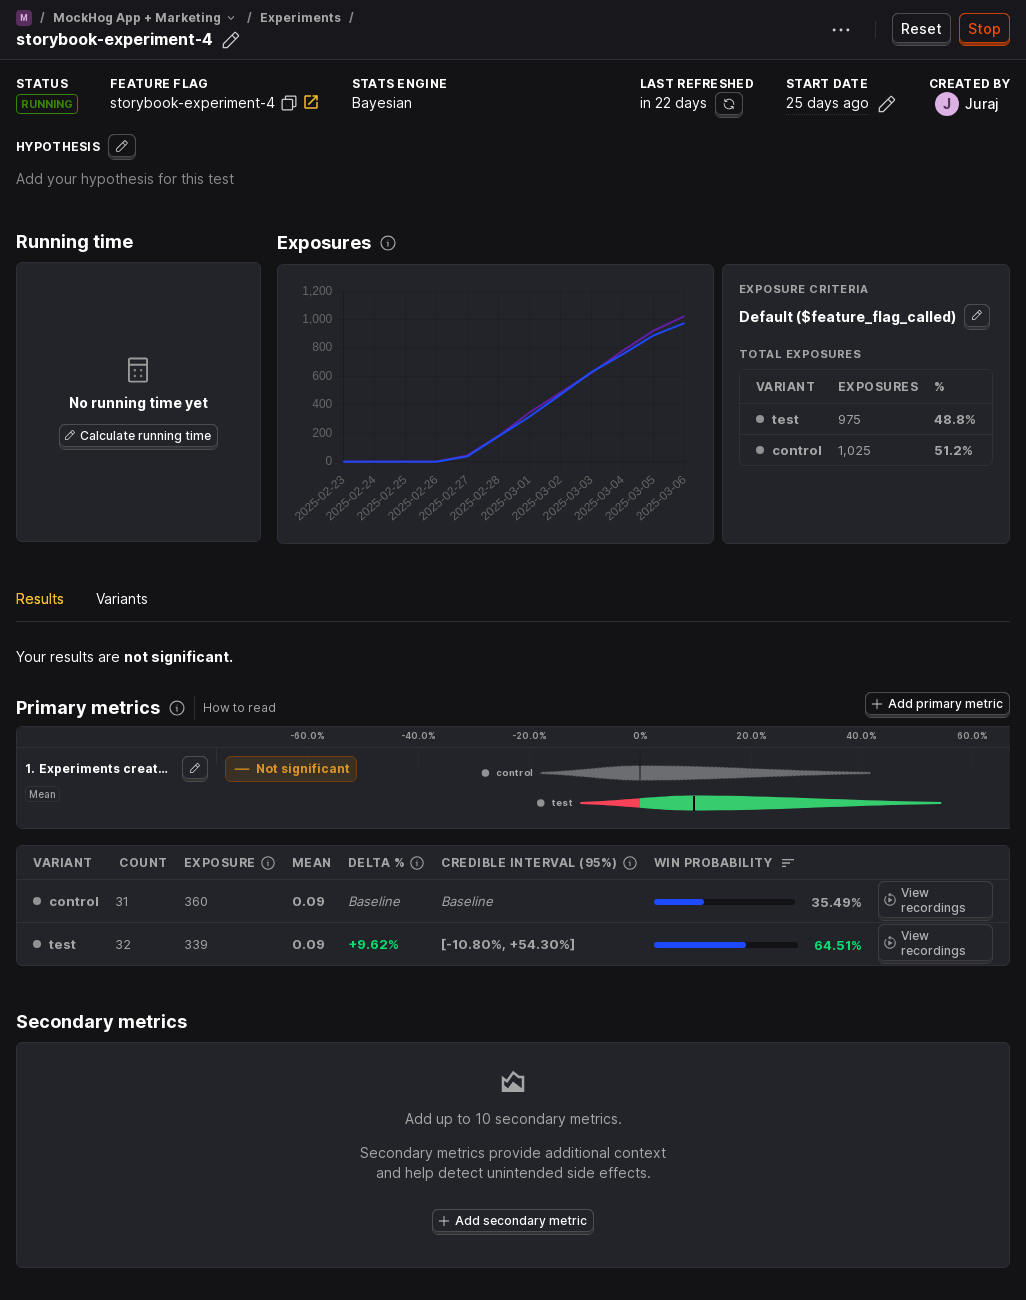 M / MockHog App + Marketing / Experiments /
storybook-experiment-4
Reset Stop
STATUS FEATURE FLAG STATS ENGINE LAST REFRESHED START DATE CREATED BY
RUNNING storybook-experiment-4 Bayesian in 22 days 25 days ago J Juraj
HYPOTHESIS
Add your hypothesis for this test
Running time
No running time yet
Calculate running time
Exposures
1,200
1,000
800
600
400
200
0
2025-02-23 2025-02-24 2025-02-25 2025-02-26 2025-02-27 2025-02-28 2025-03-01 2025-03-02 2025-03-03 2025-03-04 2025-03-05 2025-03-06
EXPOSURE CRITERIA
Default ($feature_flag_called)
TOTAL EXPOSURES
VARIANT EXPOSURES %
test 975 48.8%
control 1,025 51.2%
Results Variants
Your results are not significant.
Primary metrics How to read Add primary metric
-60.0% -40.0% -20.0% 0% 20.0% 40.0% 60.0%
1. Experiments creat... — Not significant
control
Mean
test
VARIANT COUNT EXPOSURE MEAN DELTA % CREDIBLE INTERVAL (95%) WIN PROBABILITY
control 31 360 0.09 Baseline Baseline 35.49% View recordings
test 32 339 0.09 +9.62% [-10.80%, +54.30%] 64.51% View recordings
Secondary metrics
Add up to 10 secondary metrics.
Secondary metrics provide additional context
and help detect unintended side effects.
Add secondary metric